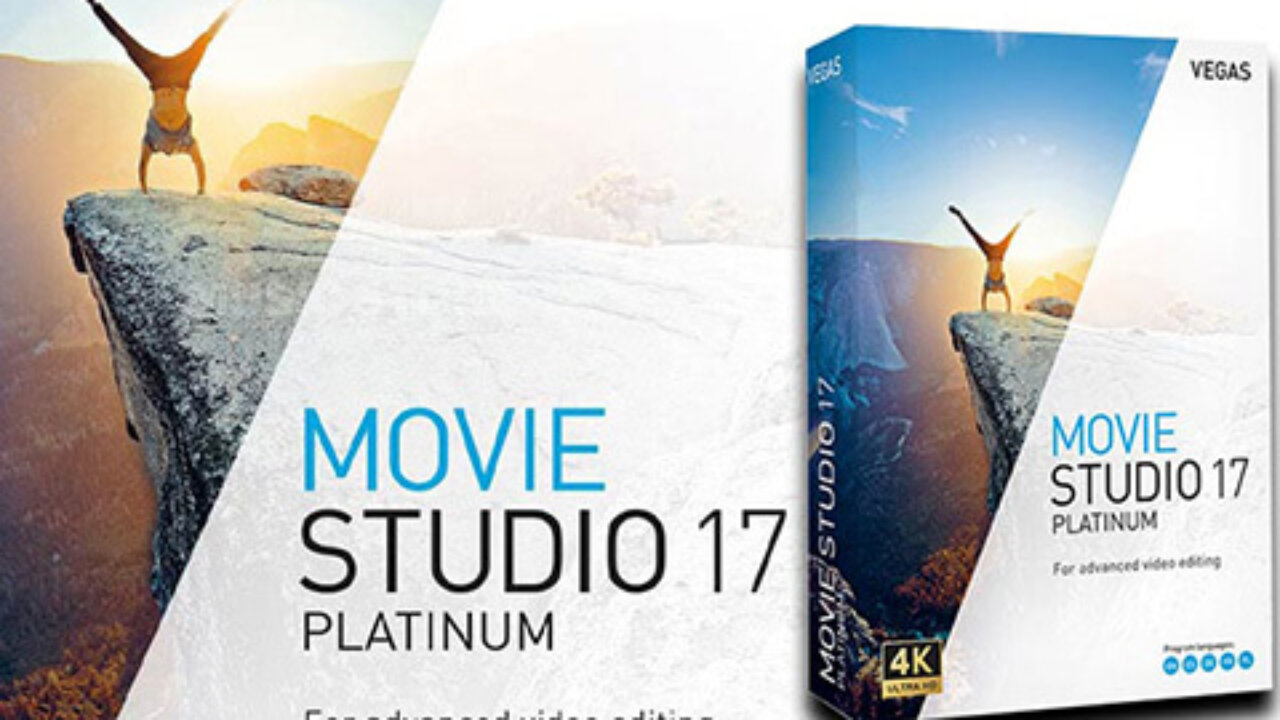 MOVIE
STUDIO 17
PLATINUM
For advanced video editing
VEGAS
VEGAS
MOVIE STUDIO 17
PLATINUM
MOVIE
STUDIO 17
PLATINUM
For advanced video editing
Program languages:
4K
ULTRA HD